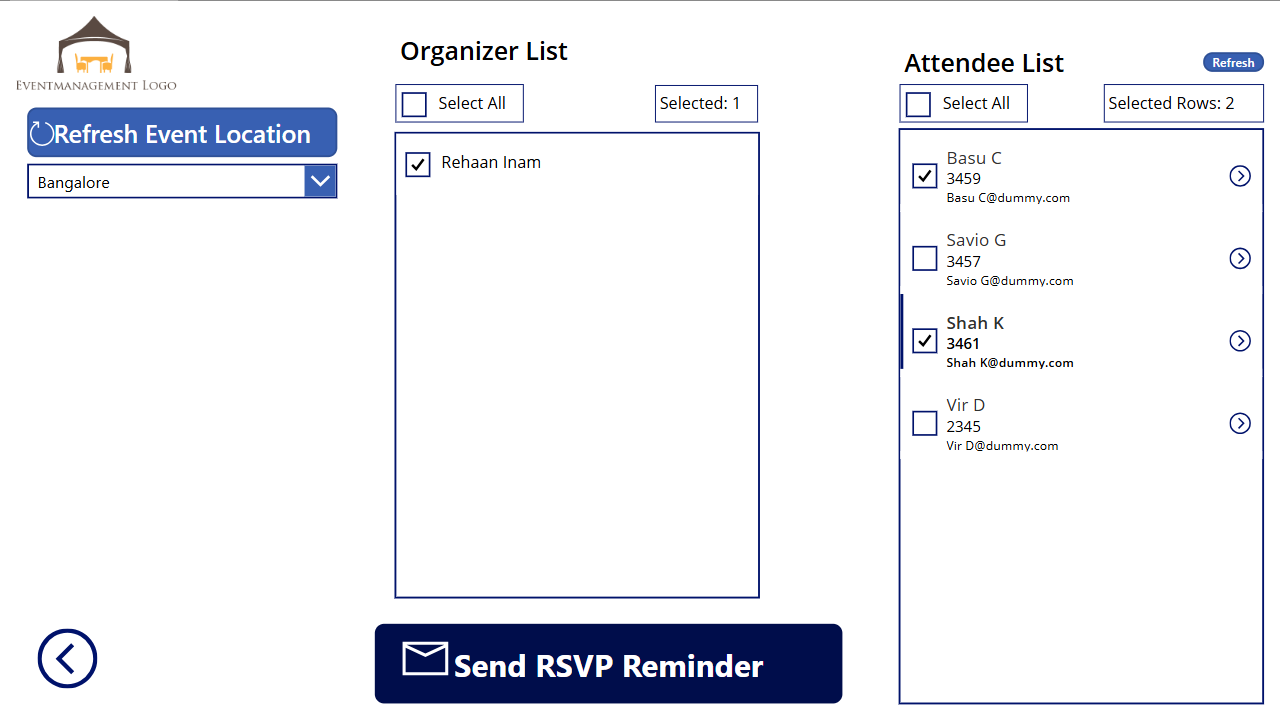 EVENTMANAGEMENT LOGO
Refresh Event Location
Bangalore
Organizer List
Select All
Selected: 1
Rehaan Inam
Send RSVP Reminder
Attendee List
Refresh
Select All
Selected Rows: 2
Basu C
3459
Basu C@dummy.com
Savio G
3457
Savio G@dummy.com
Shah K
3461
Shah K@dummy.com
Vir D
2345
Vir D@dummy.com